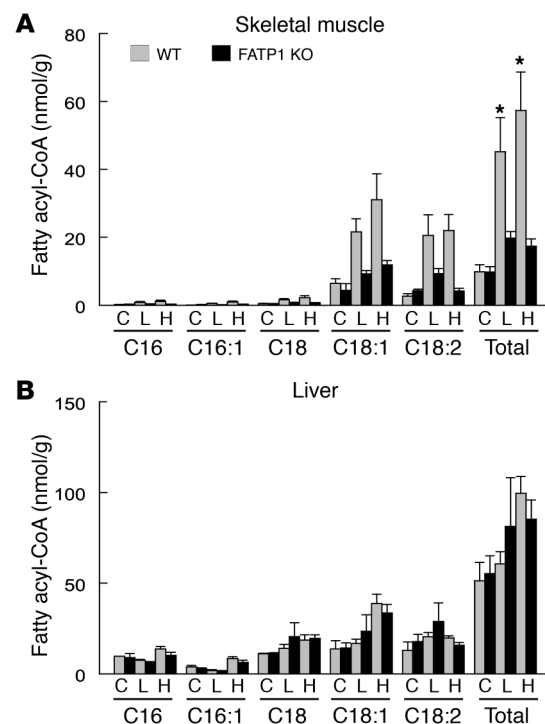 A
Skeletal muscle
WT
FATP1 KO
Fatty acyl-CoA (nmol/g)
80
60
40
20
0
*
*
C L H C L H C L H C L H C L H C L H
C16 C16:1 C18 C18:1 C18:2 Total
B
Liver
Fatty acyl-CoA (nmol/g)
150
100
50
0
C L H C L H C L H C L H C L H C L H
C16 C16:1 C18 C18:1 C18:2 Total